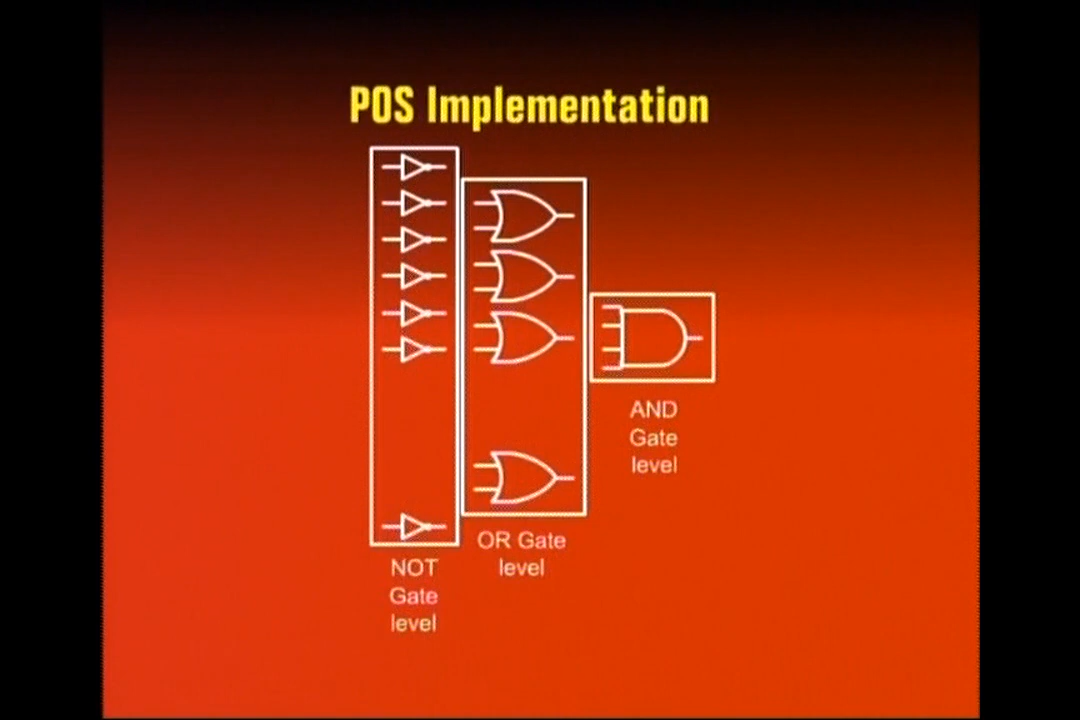 POS Implementation
AND
Gate
level
OR Gate
level
NOT
Gate
level